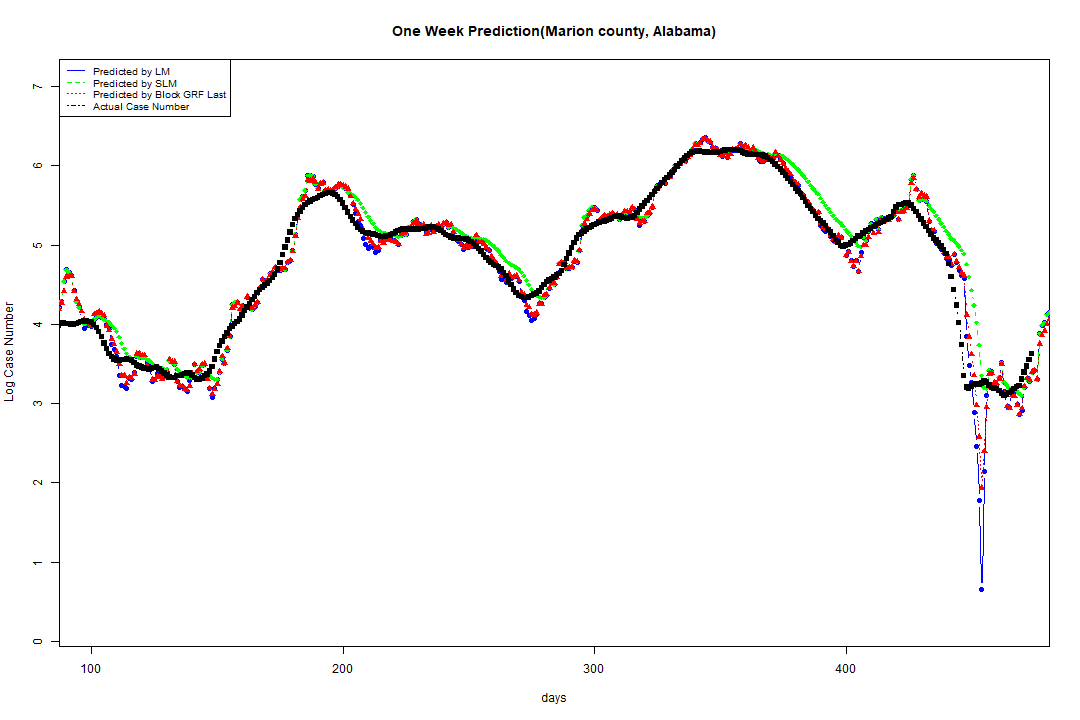 One Week Prediction(Marion county, Alabama)
Predicted by LM
Predicted by SLM
Predicted by Block GRF Last
Actual Case Number
7
6
5
4
3
2
1
0
Log Case Number
100 200 300 400
days